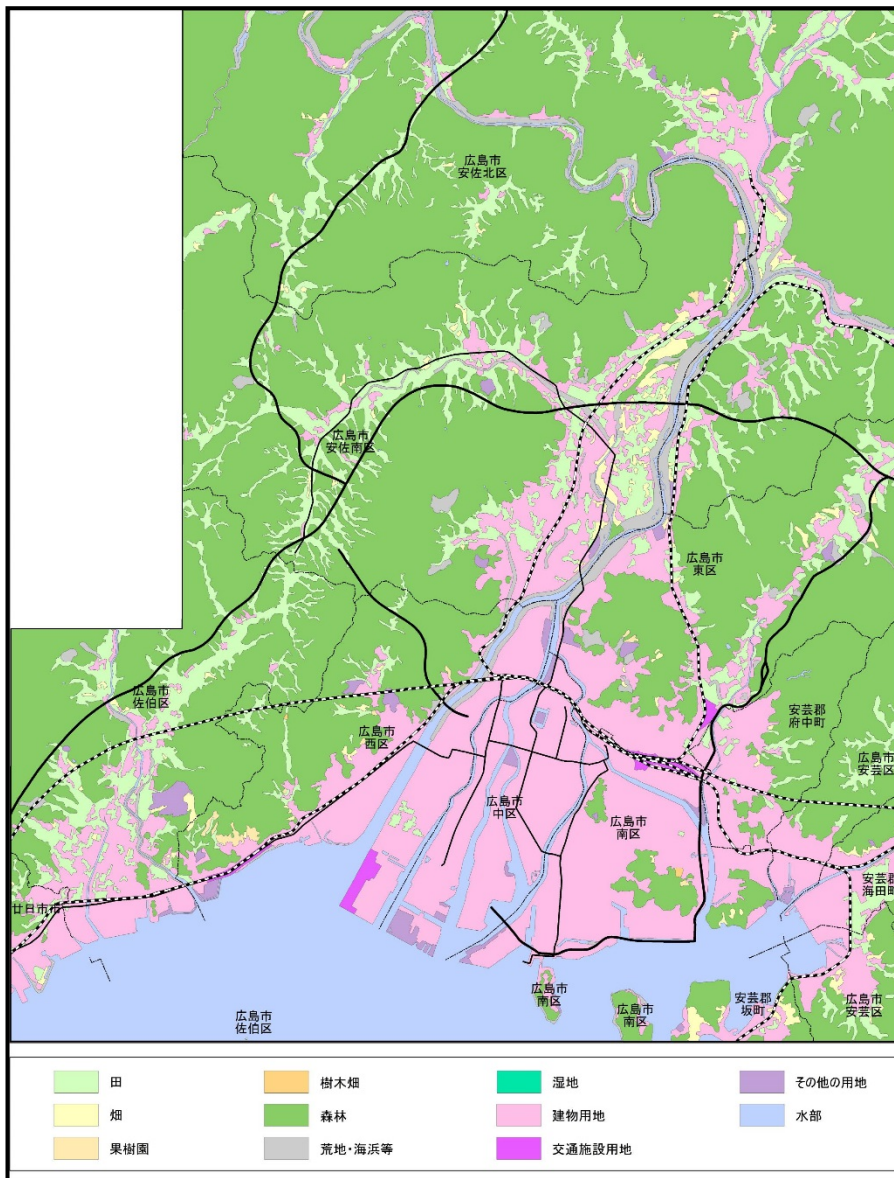 広島市
安佐北区
広島市
安佐南区
広島市
東区
広島市
佐伯区
広島市
西区
安芸郡
府中町
広島市
安芸区
広島市
中区
広島市
南区
安芸郡
海田町
廿日市市
広島市
佐伯区
広島市
南区
広島市
南区
安芸郡
坂町
広島市
安芸区
田
樹木畑
湿地
その他の用地
畑
森林
建物用地
水部
果樹園
荒地・海浜等
交通施設用地